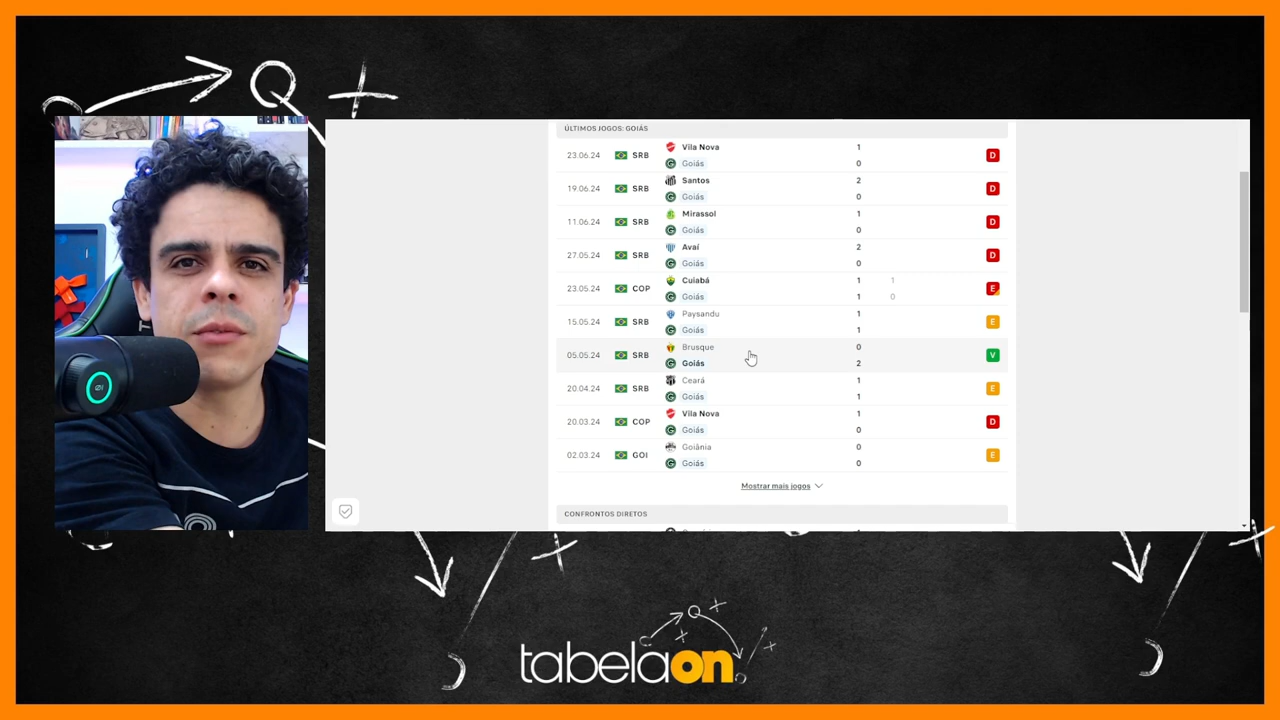 ÚLTIMOS JOGOS: GOIÁS
23.06.24 SRB Vila Nova 1 D
Goiás 0
19.06.24 SRB Santos 2 D
Goiás 0
11.06.24 SRB Mirassol 1 D
Goiás 0
27.05.24 SRB Avaí 2 D
Goiás 0
23.05.24 COP Cuiabá 1 1 E
Goiás 1 0
15.05.24 SRB Paysandu 1 E
Goiás 1
05.05.24 SRB Brusque 0 V
Goiás 2
20.04.24 SRB Ceará 1 E
Goiás 1
20.03.24 COP Vila Nova 1 D
Goiás 0
02.03.24 GOI Goiânia 0 E
Goiás 0
Mostrar mais jogos
CONFRONTOS DIRETOS
tabelaon